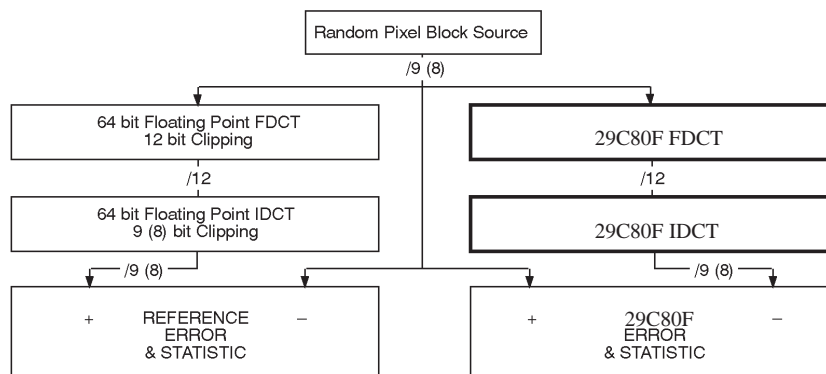 Random Pixel Block Source
/9 (8)
64 bit Floating Point FDCT
12 bit Clipping
29C80F FDCT
/12
/12
64 bit Floating Point IDCT
9 (8) bit Clipping
29C80F IDCT
/9 (8)
/9 (8)
+ REFERENCE −
ERROR
& STATISTIC
+ 29C80F −
ERROR
& STATISTIC